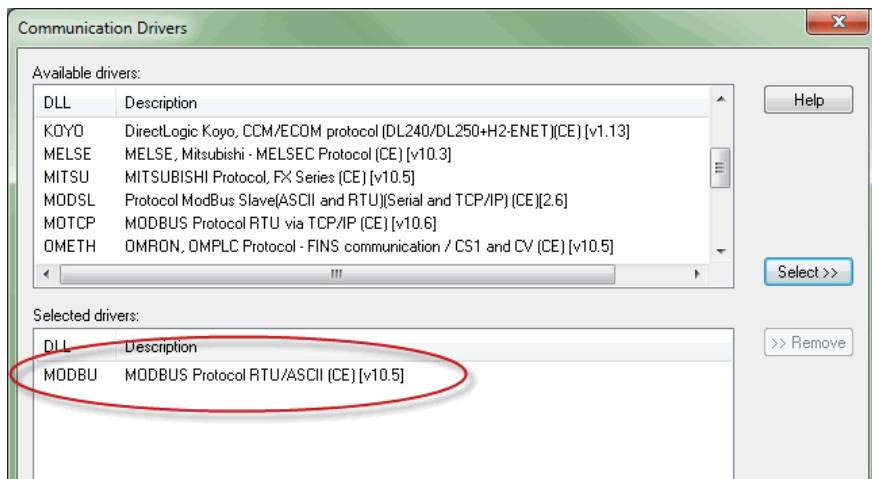 Communication Drivers
Available drivers:
Help
DLL Description
KOYO DirectLogic Koyo, CCM/ECOM protocol (DL240/DL250+H2-ENET)(CE) [v1.13]
MELSE MELSE, Mitsubishi - MELSEC Protocol (CE) [v10.3]
MITSU MITSUBISHI Protocol, FX Series (CE) [v10.5]
MODSL Protocol ModBus Slave(ASCII and RTU)(Serial and TCP/IP) (CE)[2.6]
MOTCP MODBUS Protocol RTU via TCP/IP (CE) [v10.6]
OMETH OMRON, OMPLC Protocol - FINS communication / CS1 and CV (CE) [v10.5]
Select >>
Selected drivers:
>> Remove
DLL Description
MODBU MODBUS Protocol RTU/ASCII (CE) [v10.5]